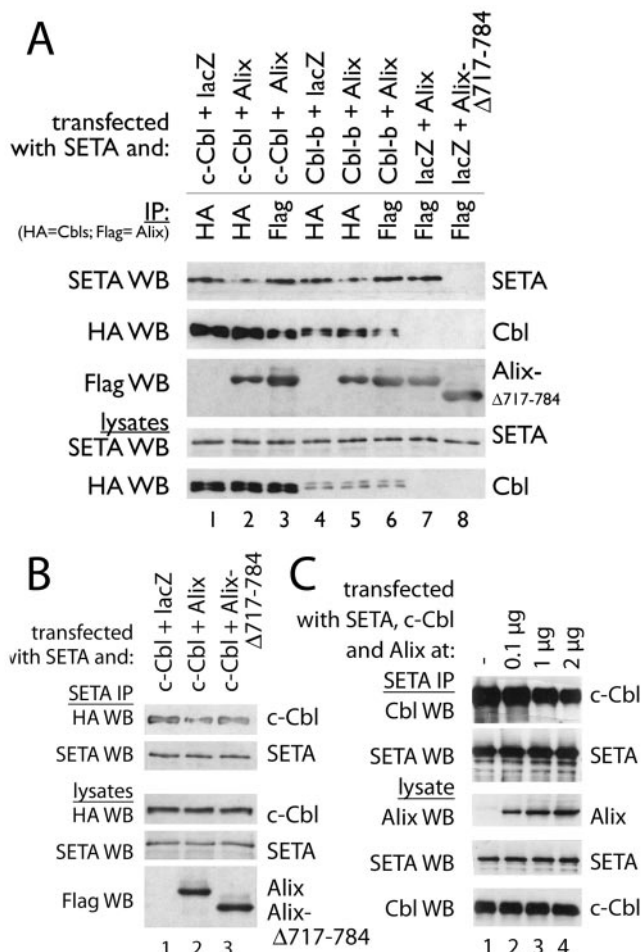 A
transfected
with SETA and:
c-Cbl + lacZ
c-Cbl + Alix
c-Cbl + Alix
Cbl-b + lacZ
Cbl-b + Alix
Cbl-b + Alix
lacZ + Alix
lacZ + Alix-
Δ717-784
IP:
(HA=Cbls; Flag= Alix)
HA HA Flag HA HA Flag Flag Flag
SETA WB SETA
HA WB Cbl
Flag WB Alix-
Δ717-784
lysates
SETA WB SETA
HA WB Cbl
1 2 3 4 5 6 7 8
B
transfected
with SETA and:
c-Cbl + lacZ
c-Cbl + Alix
c-Cbl + Alix-
Δ717-784
SETA IP
HA WB c-Cbl
SETA WB SETA
lysates
HA WB c-Cbl
SETA WB SETA
Flag WB Alix
Alix-
Δ717-784
1 2 3
C
transfected
with SETA, c-Cbl
and Alix at:
- 0.1 µg 1 µg 2 µg
SETA IP
Cbl WB c-Cbl
SETA WB SETA
lysate
Alix WB Alix
SETA WB SETA
Cbl WB c-Cbl
1 2 3 4